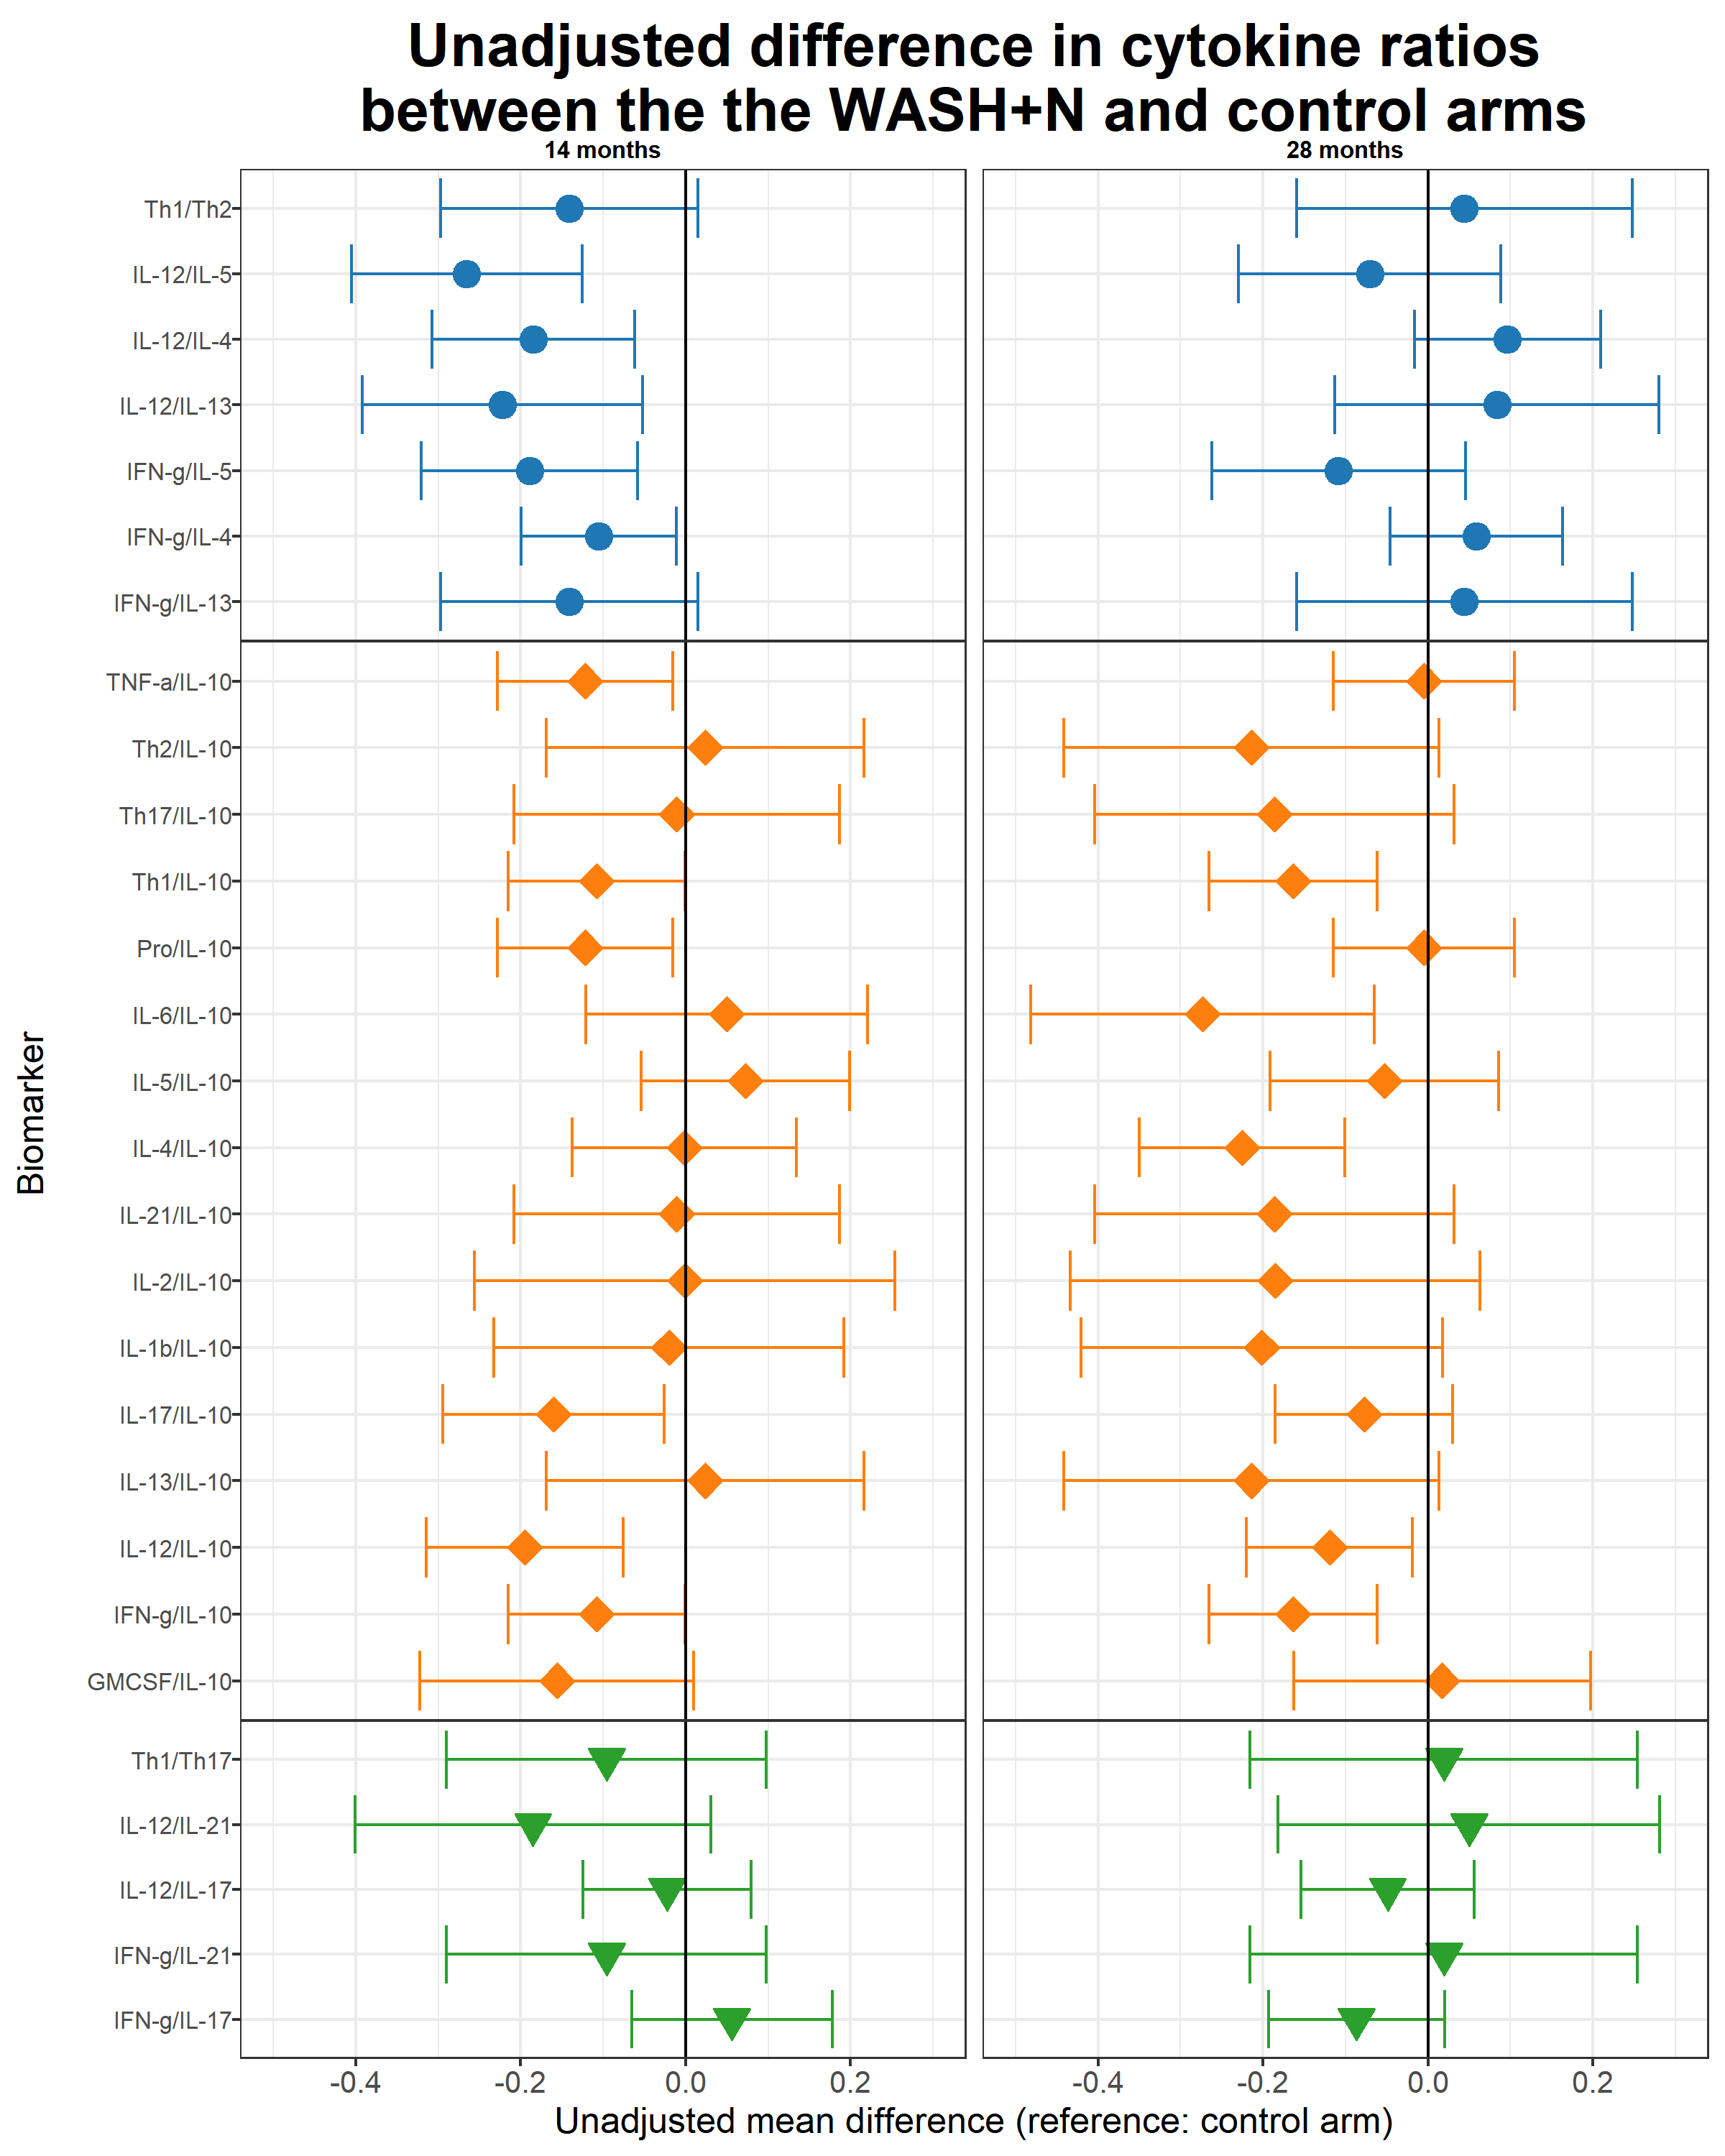 Unadjusted difference in cytokine ratios
between the the WASH+N and control arms
14 months
28 months
Th1/Th2
IL-12/IL-5
IL-12/IL-4
IL-12/IL-13
IFN-g/IL-5
IFN-g/IL-4
IFN-g/IL-13
TNF-a/IL-10
Th2/IL-10
Th17/IL-10
Th1/IL-10
Pro/IL-10
IL-6/IL-10
IL-5/IL-10
IL-4/IL-10
IL-21/IL-10
IL-2/IL-10
IL-1b/IL-10
IL-17/IL-10
IL-13/IL-10
IL-12/IL-10
IFN-g/IL-10
GMCSF/IL-10
Th1/Th17
IL-12/IL-21
IL-12/IL-17
IFN-g/IL-21
IFN-g/IL-17
Biomarker
-0.4 -0.2 0.0 0.2
-0.4 -0.2 0.0 0.2
Unadjusted mean difference (reference: control arm)